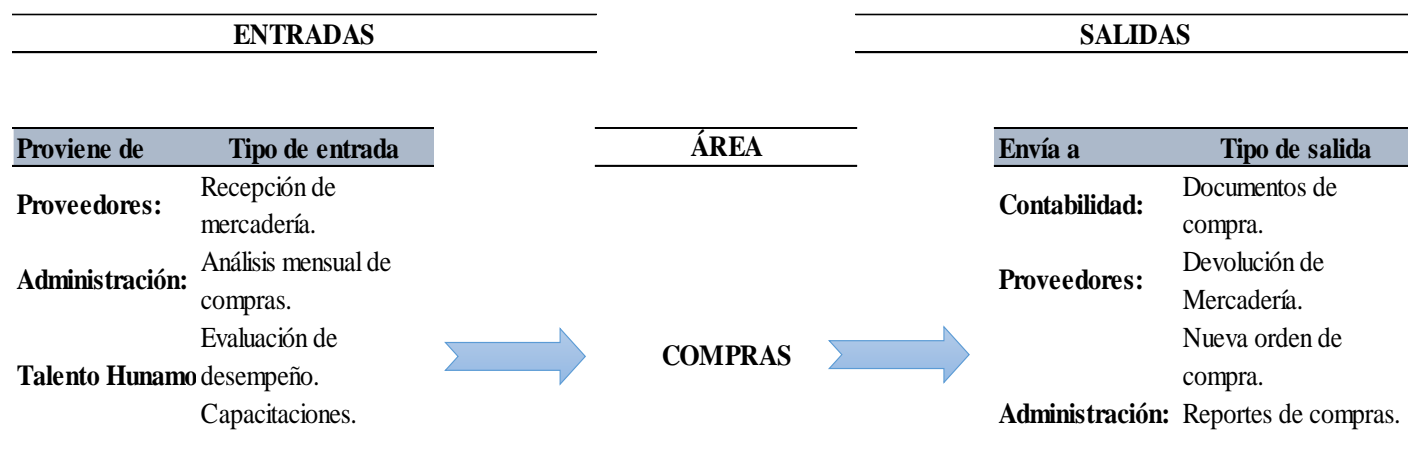 ENTRADAS
SALIDAS
Proviene de Tipo de entrada
Proveedores: Recepción de
mercadería.
Administración: Análisis mensual de
compras.
Evaluación de
Talento Hunamo desempeño.
Capacitaciones.
ÁREA
COMPRAS
Envía a Tipo de salida
Contabilidad: Documentos de
compra.
Proveedores: Devolución de
Mercadería.
Nueva orden de
compra.
Administración: Reportes de compras.